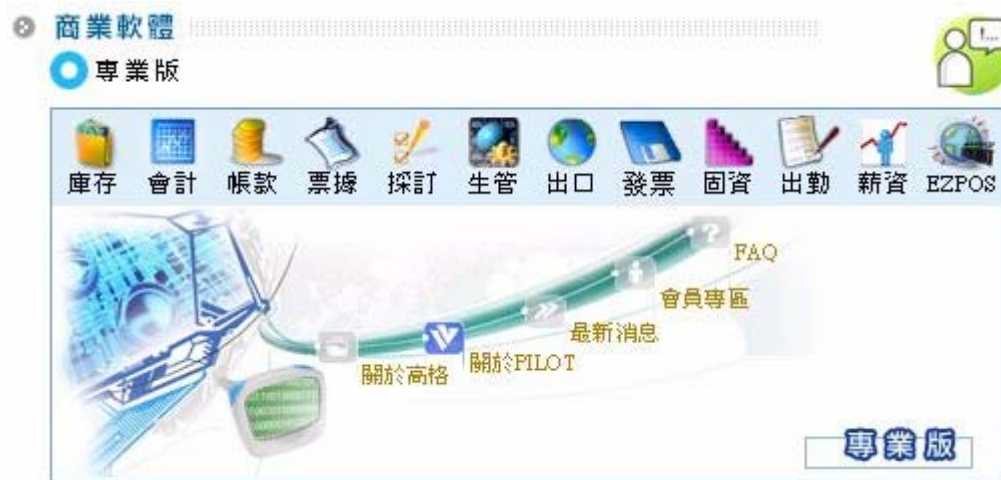 商業軟體
!...
專業版
庫存 會計 帳款 票據 採訂 生管 出口 發票 固資 出勤 薪資 EZPOS
? FAQ
會員專區
最新消息
關於PILOT
關於高格
專業版